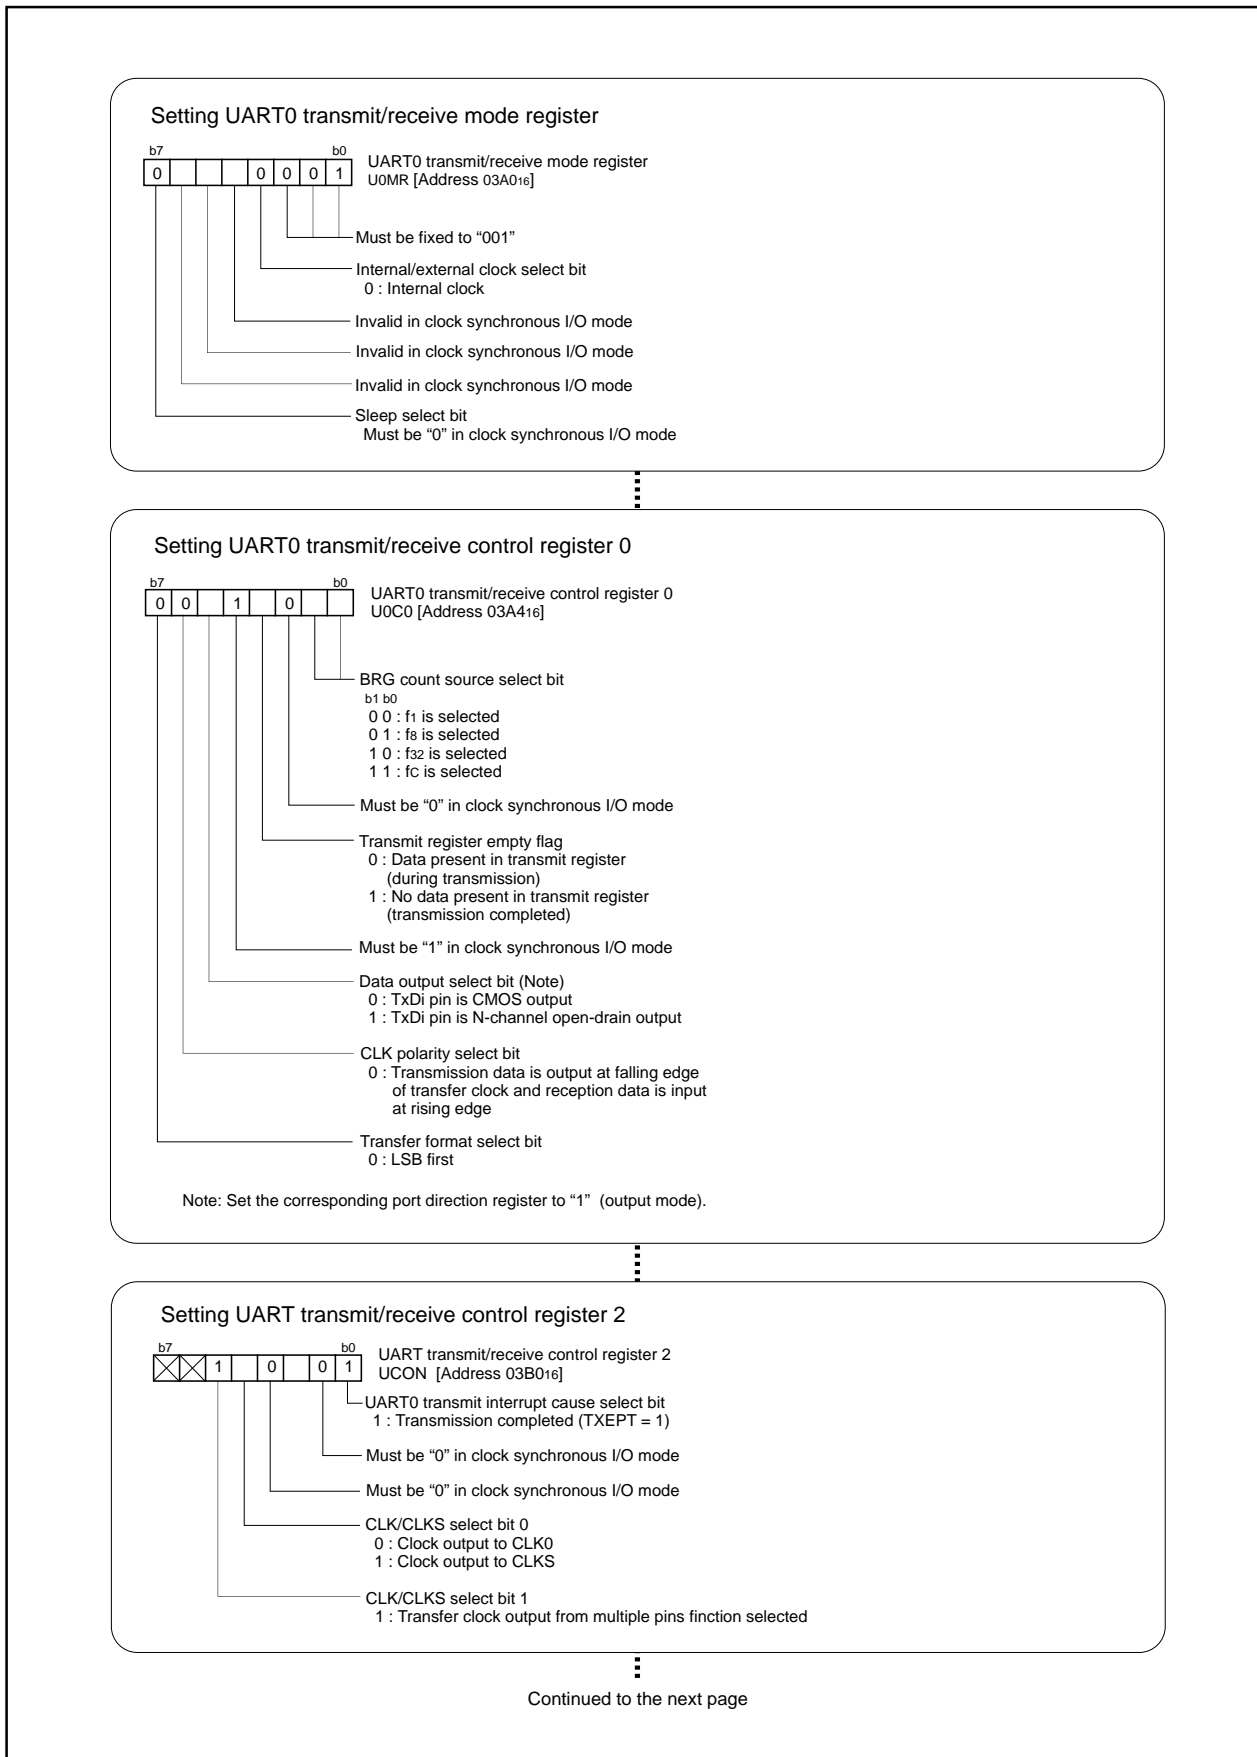 Setting UART0 transmit/receive mode register
b7 b0
0 0 0 0 1
UART0 transmit/receive mode register
U0MR [Address 03A016]
Must be fixed to “001”
Internal/external clock select bit
0 : Internal clock
Invalid in clock synchronous I/O mode
Invalid in clock synchronous I/O mode
Invalid in clock synchronous I/O mode
Sleep select bit
Must be “0” in clock synchronous I/O mode
Setting UART0 transmit/receive control register 0
b7 b0
0 0 1 0
UART0 transmit/receive control register 0
U0C0 [Address 03A416]
BRG count source select bit
b1 b0
0 0 : f1 is selected
0 1 : f8 is selected
1 0 : f32 is selected
1 1 : fC is selected
Must be “0” in clock synchronous I/O mode
Transmit register empty flag
0 : Data present in transmit register
(during transmission)
1 : No data present in transmit register
(transmission completed)
Must be “1” in clock synchronous I/O mode
Data output select bit (Note)
0 : TxDi pin is CMOS output
1 : TxDi pin is N-channel open-drain output
CLK polarity select bit
0 : Transmission data is output at falling edge
of transfer clock and reception data is input
at rising edge
Transfer format select bit
0 : LSB first
Note: Set the corresponding port direction register to “1” (output mode).
Setting UART transmit/receive control register 2
b7 b0
1 0 0 1
UART transmit/receive control register 2
UCON [Address 03B016]
UART0 transmit interrupt cause select bit
1 : Transmission completed (TXEPT = 1)
Must be “0” in clock synchronous I/O mode
Must be “0” in clock synchronous I/O mode
CLK/CLKS select bit 0
0 : Clock output to CLK0
1 : Clock output to CLKS
CLK/CLKS select bit 1
1 : Transfer clock output from multiple pins finction selected
Continued to the next page